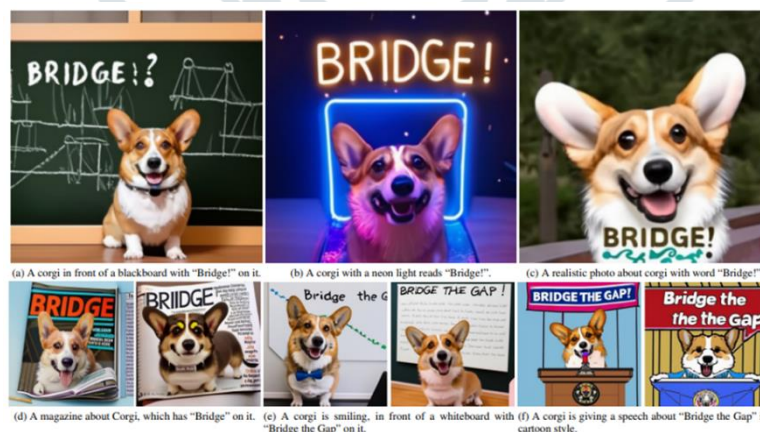 BRIDGE!?
BRIDGE!
BRIDGE!
(a) A corgi in front of a blackboard with “Bridge!” on it.
(b) A corgi with a neon light reads “Bridge!”.
(c) A realistic photo about corgi with word “Bridge!”
BRIDGE
BRIIDGE
Bridge the G
BRIDGE THE GAP !
BRIDGE THE GAP!
Bridge the
the the Gap
(d) A magazine about Corgi, which has “Bridge” on it.
(e) A corgi is smiling, in front of a whiteboard with
“Bridge the Gap” on it.
(f) A corgi is giving a speech about “Bridge the Gap”
cartoon style.